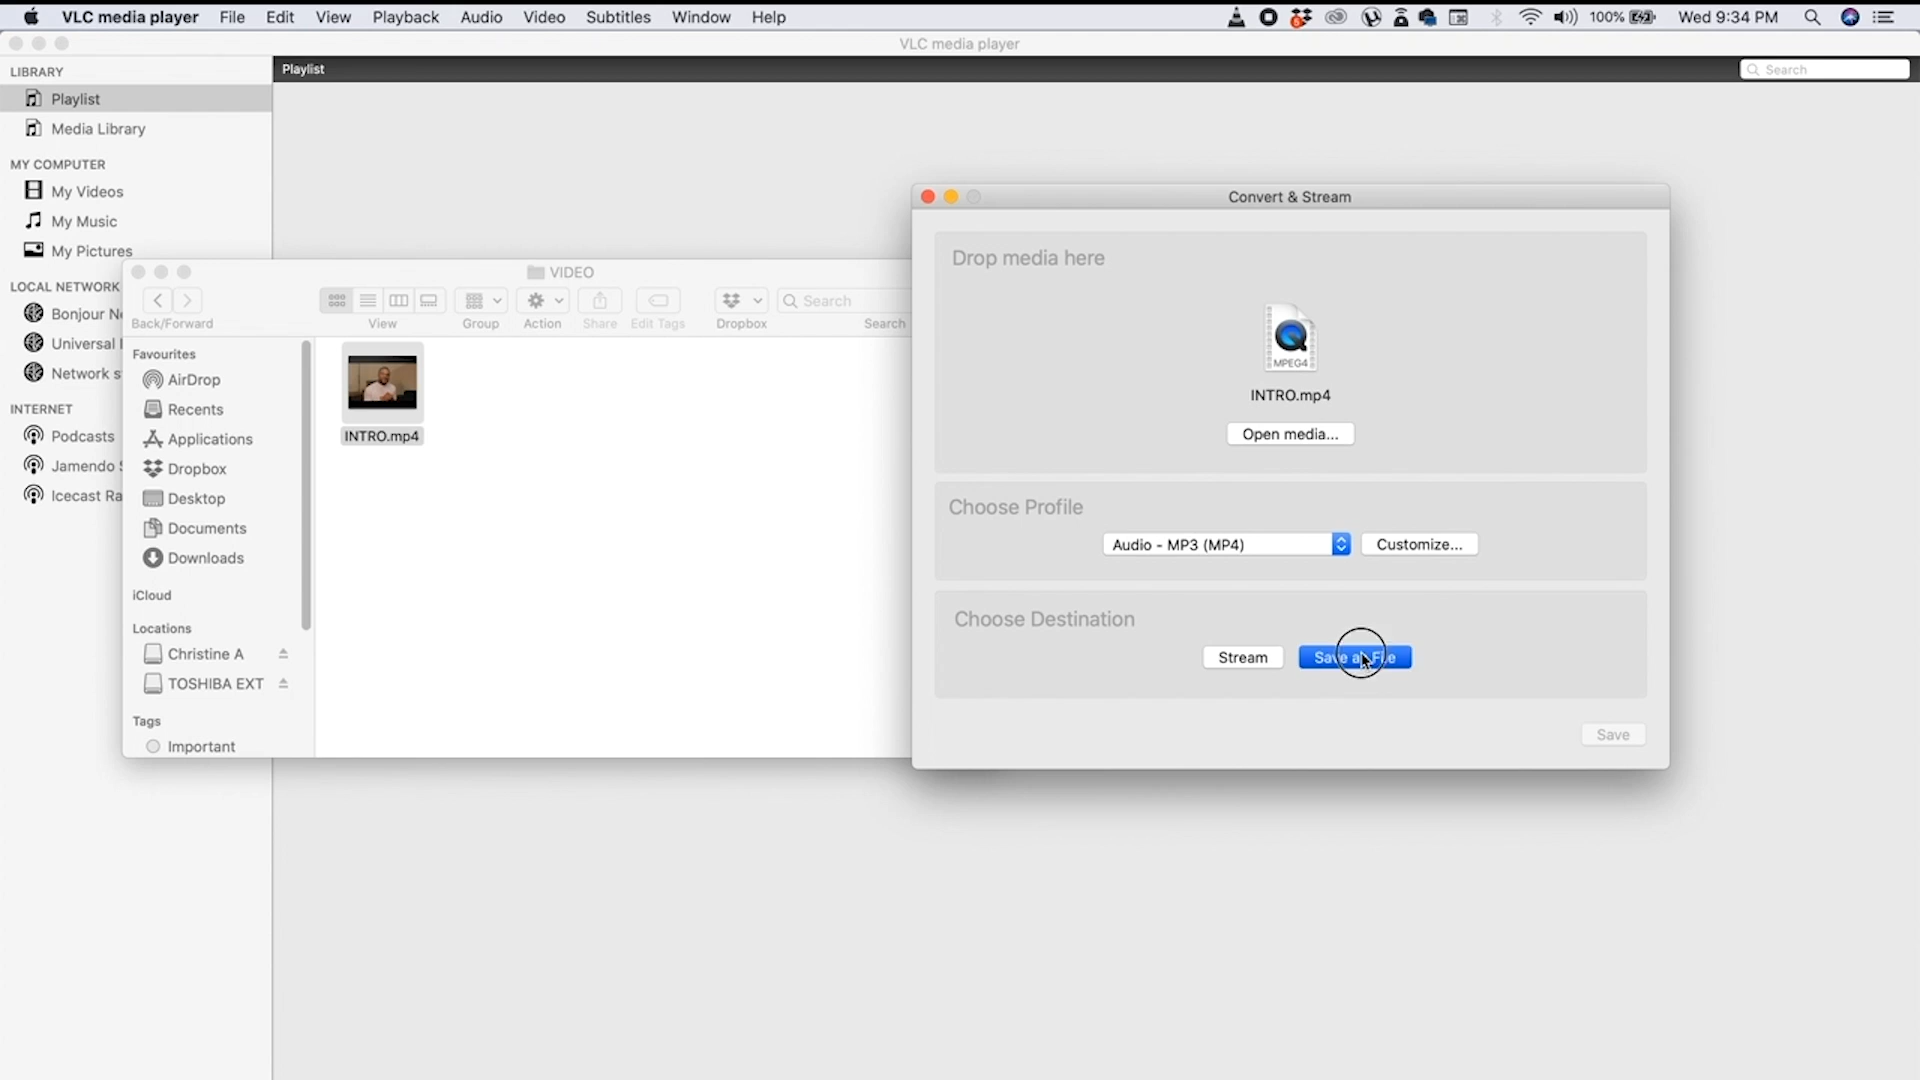 VLC media player File Edit View Playback Audio Video Subtitles Window Help 100% Wed 9:34 PM
VLC media player
LIBRARY
Playlist
Media Library
MY COMPUTER
My Videos
My Music
My Pictures
LOCAL NETWORK
Bonjour Ne
Universal
Network s
INTERNET
Podcasts
Jamendo S
Icecast Ra
Playlist
Search
VIDEO
Back/Forward
View
Group
Action
Share
Edit Tags
Dropbox
Search
Search
Favourites
AirDrop
Recents
Applications
Dropbox
Desktop
Documents
Downloads
iCloud
Locations
Christine A
TOSHIBA EXT
Tags
Important
INTRO.mp4
Convert & Stream
Drop media here
MPEG4
INTRO.mp4
Open media...
Choose Profile
Audio - MP3 (MP4)
Customize...
Choose Destination
Stream
Save as File
Save